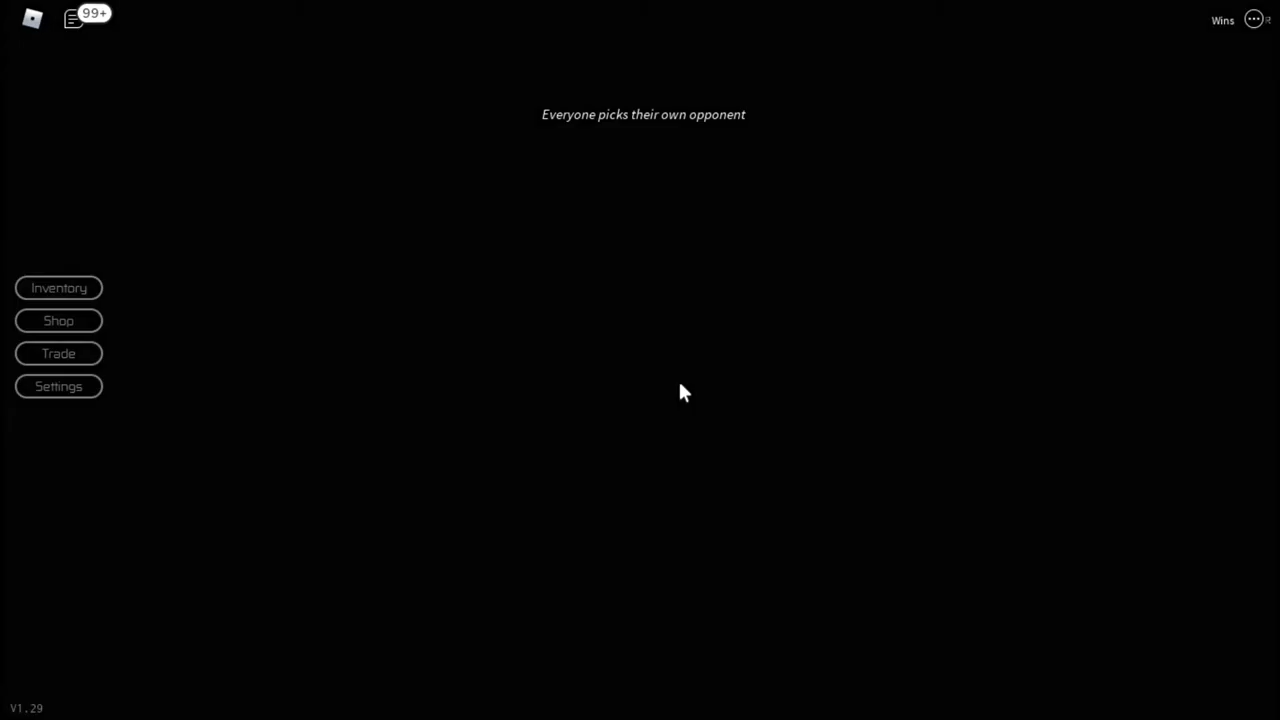 99+
Wins
Everyone picks their own opponent
Inventory
Shop
Trade
Settings
V1.29